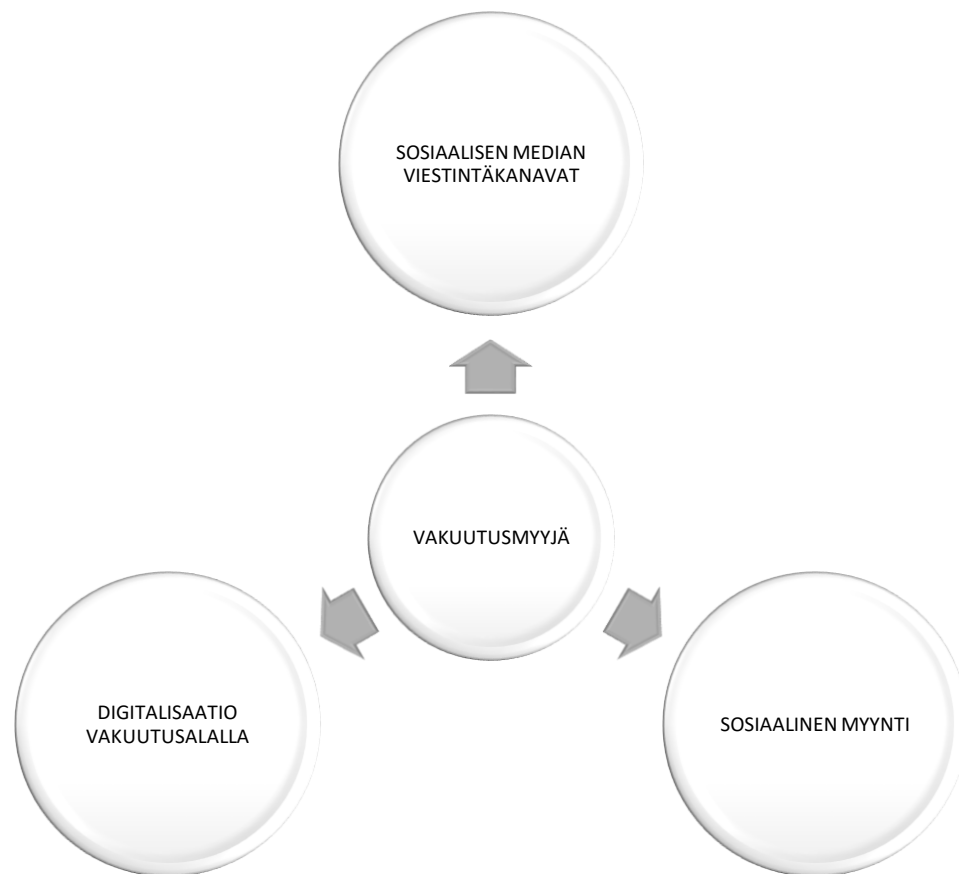 SOSIAALISEN MEDIAN
VIESTINTÄKANAVAT
VAKUUTUSMYYJÄ
DIGITALISAATIO
VAKUUTUSALALLA
SOSIAALINEN MYYNTI